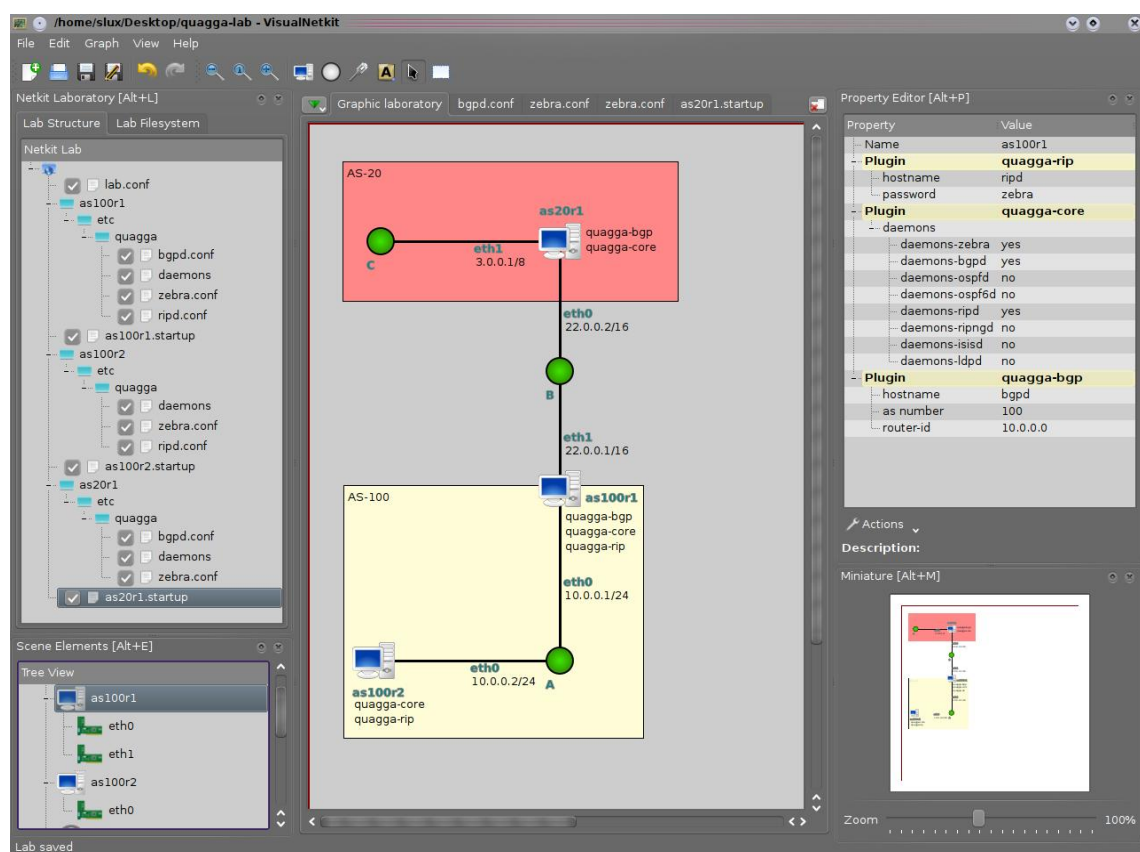 /home/slux/Desktop/quagga-lab - VisualNetkit
File Edit Graph View Help
Netkit Laboratory [Alt+L]
Lab Structure Lab Filesystem
Netkit Lab
lab.conf
as100r1
etc
quagga
bgpd.conf
daemons
zebra.conf
ripd.conf
as100r1.startup
as100r2
etc
quagga
daemons
zebra.conf
ripd.conf
as100r2.startup
as20r1
etc
quagga
bgpd.conf
daemons
zebra.conf
as20r1.startup
Scene Elements [Alt+E]
Tree View
as100r1
eth0
eth1
as100r2
eth0
Lab saved
Graphic laboratory bgpd.conf zebra.conf zebra.conf as20r1.startup
AS-20
as20r1
quagga-bgp
quagga-core
eth1
3.0.0.1/8
C
eth0
22.0.0.2/16
B
eth1
22.0.0.1/16
AS-100
as100r1
quagga-bgp
quagga-core
quagga-rip
eth0
10.0.0.1/24
eth0
10.0.0.2/24
A
as100r2
quagga-core
quagga-rip
Property Editor [Alt+P]
Property Value
Name as100r1
Plugin quagga-rip
hostname ripd
password zebra
Plugin quagga-core
daemons
daemons-zebra yes
daemons-bgpd yes
daemons-ospfd no
daemons-ospf6d no
daemons-ripd yes
daemons-ripngd no
daemons-isisd no
daemons-ldpd no
Plugin quagga-bgp
hostname bgpd
as number 100
router-id 10.0.0.0
Actions
Description:
Miniature [Alt+M]
Zoom 100%